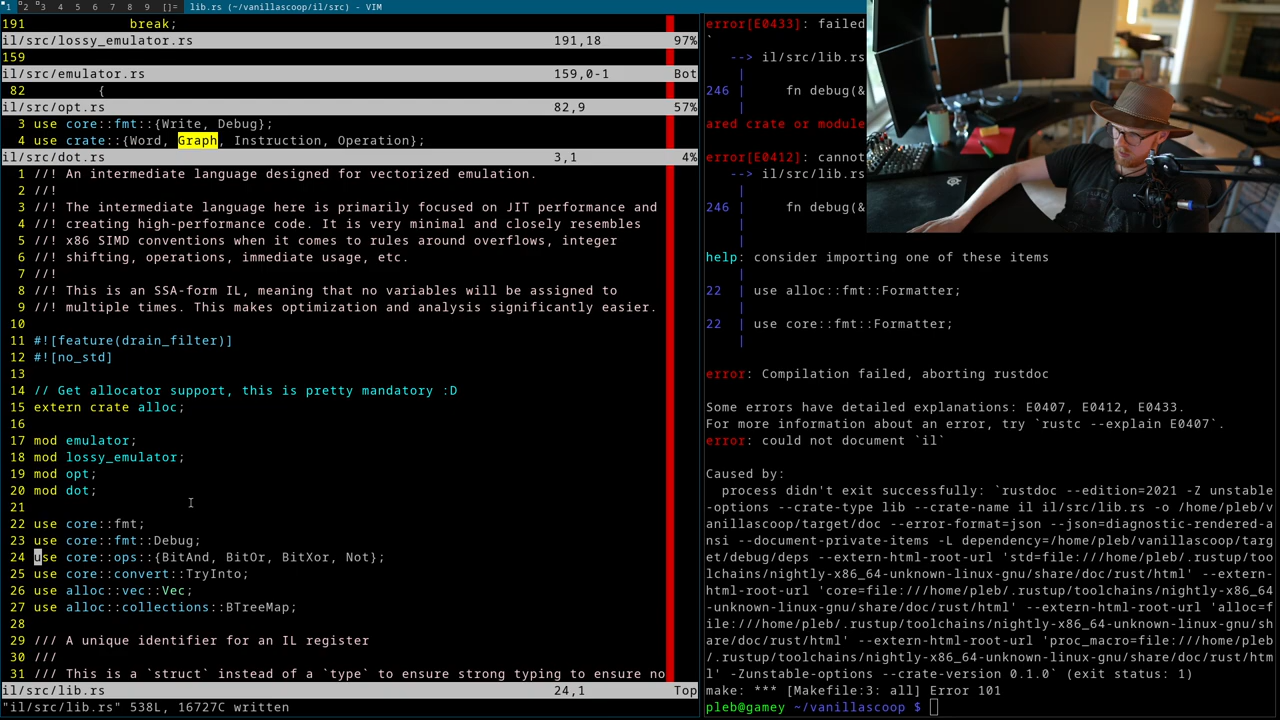 1 2 3 4 5 6 7 8 9 []= lib.rs (~/vanillascoop/il/src) - VIM
191 break;
il/src/lossy_emulator.rs 191,18 97%
159
il/src/emulator.rs 159,0-1 Bot
82 {
il/src/opt.rs 82,9 57%
3 use core::fmt::{Write, Debug};
4 use crate::{Word, Graph, Instruction, Operation};
il/src/dot.rs 3,1 4%
1 //! An intermediate language designed for vectorized emulation.
2 //!
3 //! The intermediate language here is primarily focused on JIT performance and
4 //! creating high-performance code. It is very minimal and closely resembles
5 //! x86 SIMD conventions when it comes to rules around overflows, integer
6 //! shifting, operations, immediate usage, etc.
7 //!
8 //! This is an SSA-form IL, meaning that no variables will be assigned to
9 //! multiple times. This makes optimization and analysis significantly easier.
10
11 #![feature(drain_filter)]
12 #![no_std]
13
14 // Get allocator support, this is pretty mandatory :D
15 extern crate alloc;
16
17 mod emulator;
18 mod lossy_emulator;
19 mod opt;
20 mod dot;
21
22 use core::fmt;
23 use core::fmt::Debug;
24 use core::ops::{BitAnd, BitOr, BitXor, Not};
25 use core::convert::TryInto;
26 use alloc::vec::Vec;
27 use alloc::collections::BTreeMap;
28
29 /// A unique identifier for an IL register
30 ///
31 /// This is a `struct` instead of a `type` to ensure strong typing to ensure no
il/src/lib.rs 24,1 Top
"il/src/lib.rs" 538L, 16727C written
error[E0433]: failed
`
--> il/src/lib.rs
|
246 | fn debug(&
|
ared crate or module
error[E0412]: cannot
--> il/src/lib.rs
|
246 | fn debug(&
|
|
help: consider importing one of these items
|
22 | use alloc::fmt::Formatter;
|
22 | use core::fmt::Formatter;
|
error: Compilation failed, aborting rustdoc
Some errors have detailed explanations: E0407, E0412, E0433.
For more information about an error, try `rustc --explain E0407`.
error: could not document `il`
Caused by:
process didn't exit successfully: `rustdoc --edition=2021 -Z unstable
-options --crate-type lib --crate-name il il/src/lib.rs -o /home/pleb/v
anillascoop/target/doc --error-format=json --json=diagnostic-rendered-a
nsi --document-private-items -L dependency=/home/pleb/vanillascoop/targ
et/debug/deps --extern-html-root-url 'std=file:///home/pleb/.rustup/too
lchains/nightly-x86_64-unknown-linux-gnu/share/doc/rust/html' --extern-
html-root-url 'core=file:///home/pleb/.rustup/toolchains/nightly-x86_64
-unknown-linux-gnu/share/doc/rust/html' --extern-html-root-url 'alloc=f
ile:///home/pleb/.rustup/toolchains/nightly-x86_64-unknown-linux-gnu/sh
are/doc/rust/html' --extern-html-root-url 'proc_macro=file:///home/pleb
/.rustup/toolchains/nightly-x86_64-unknown-linux-gnu/share/doc/rust/htm
l' -Zunstable-options --crate-version 0.1.0` (exit status: 1)
make: *** [Makefile:3: all] Error 101
pleb@gamey ~/vanillascoop $